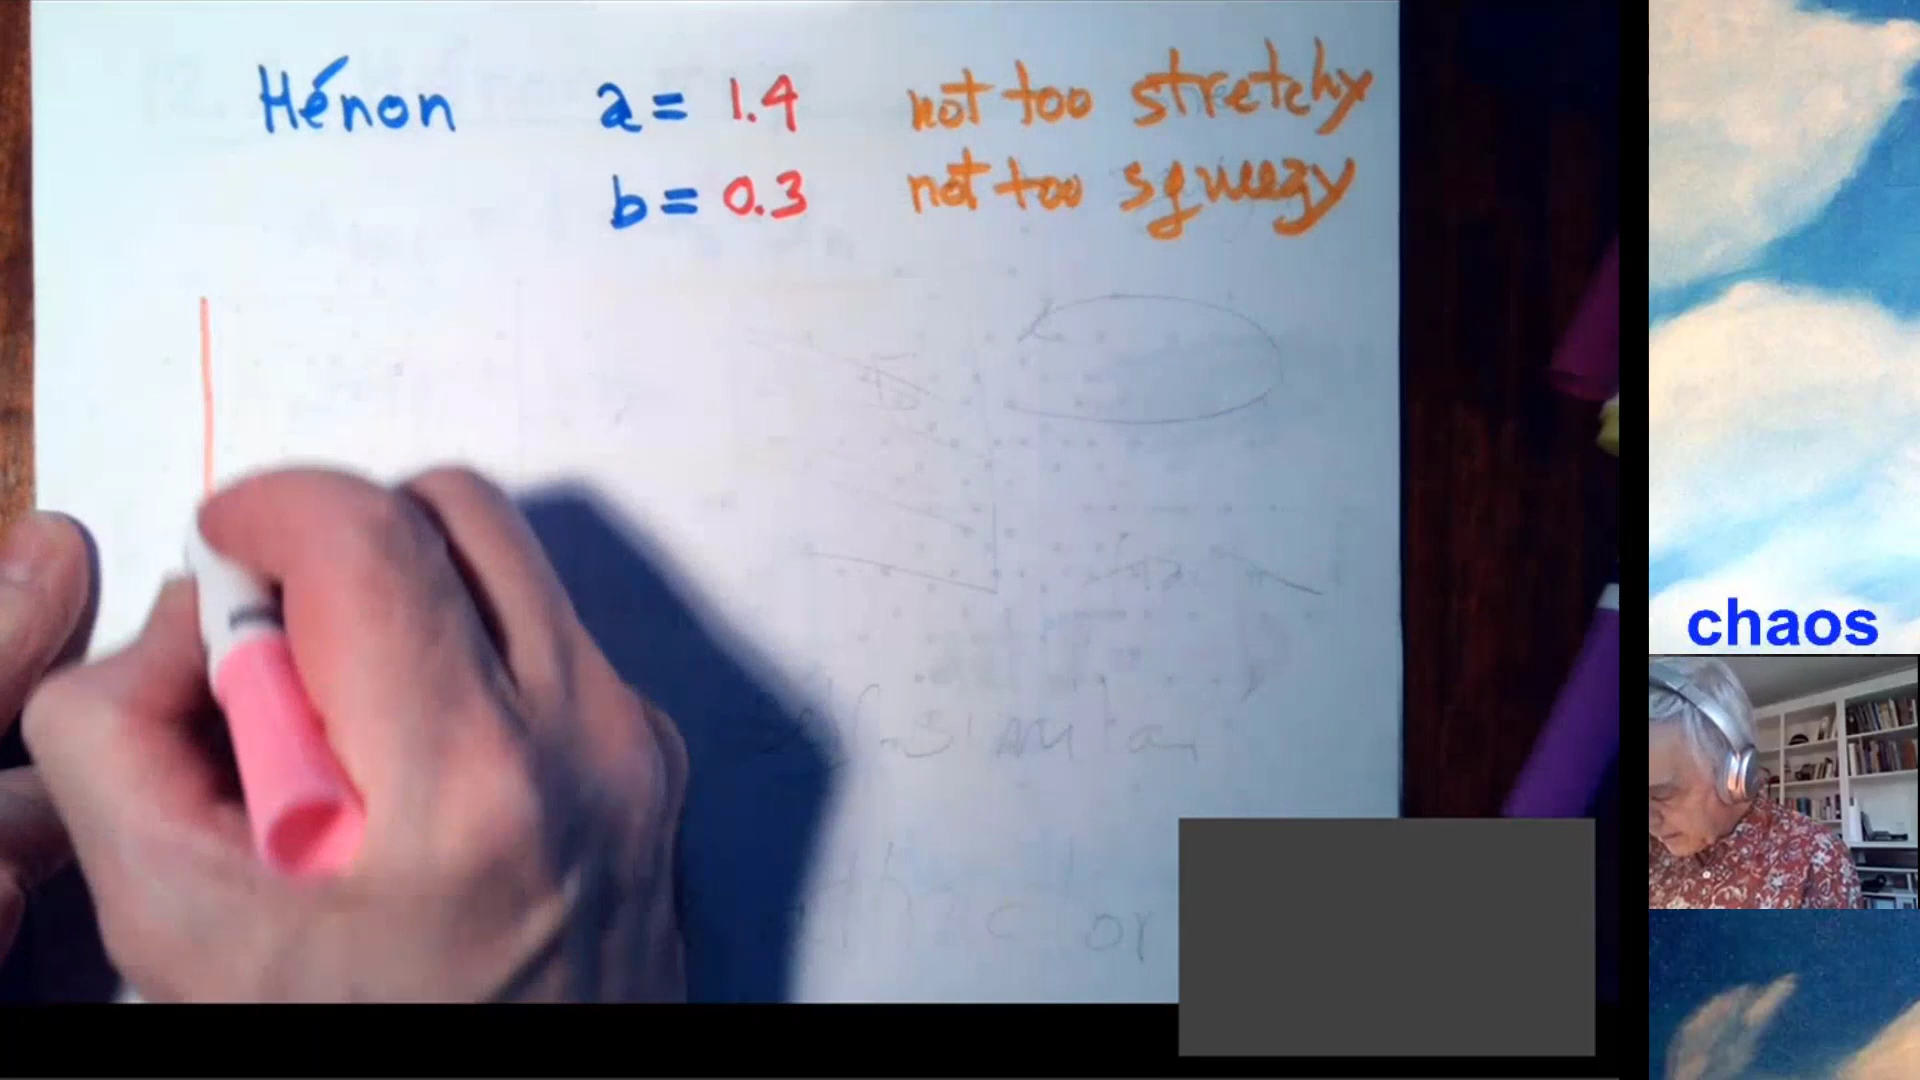 Hénon a = 1.4 not too stretchy
b = 0.3 not too squeezy
chaos